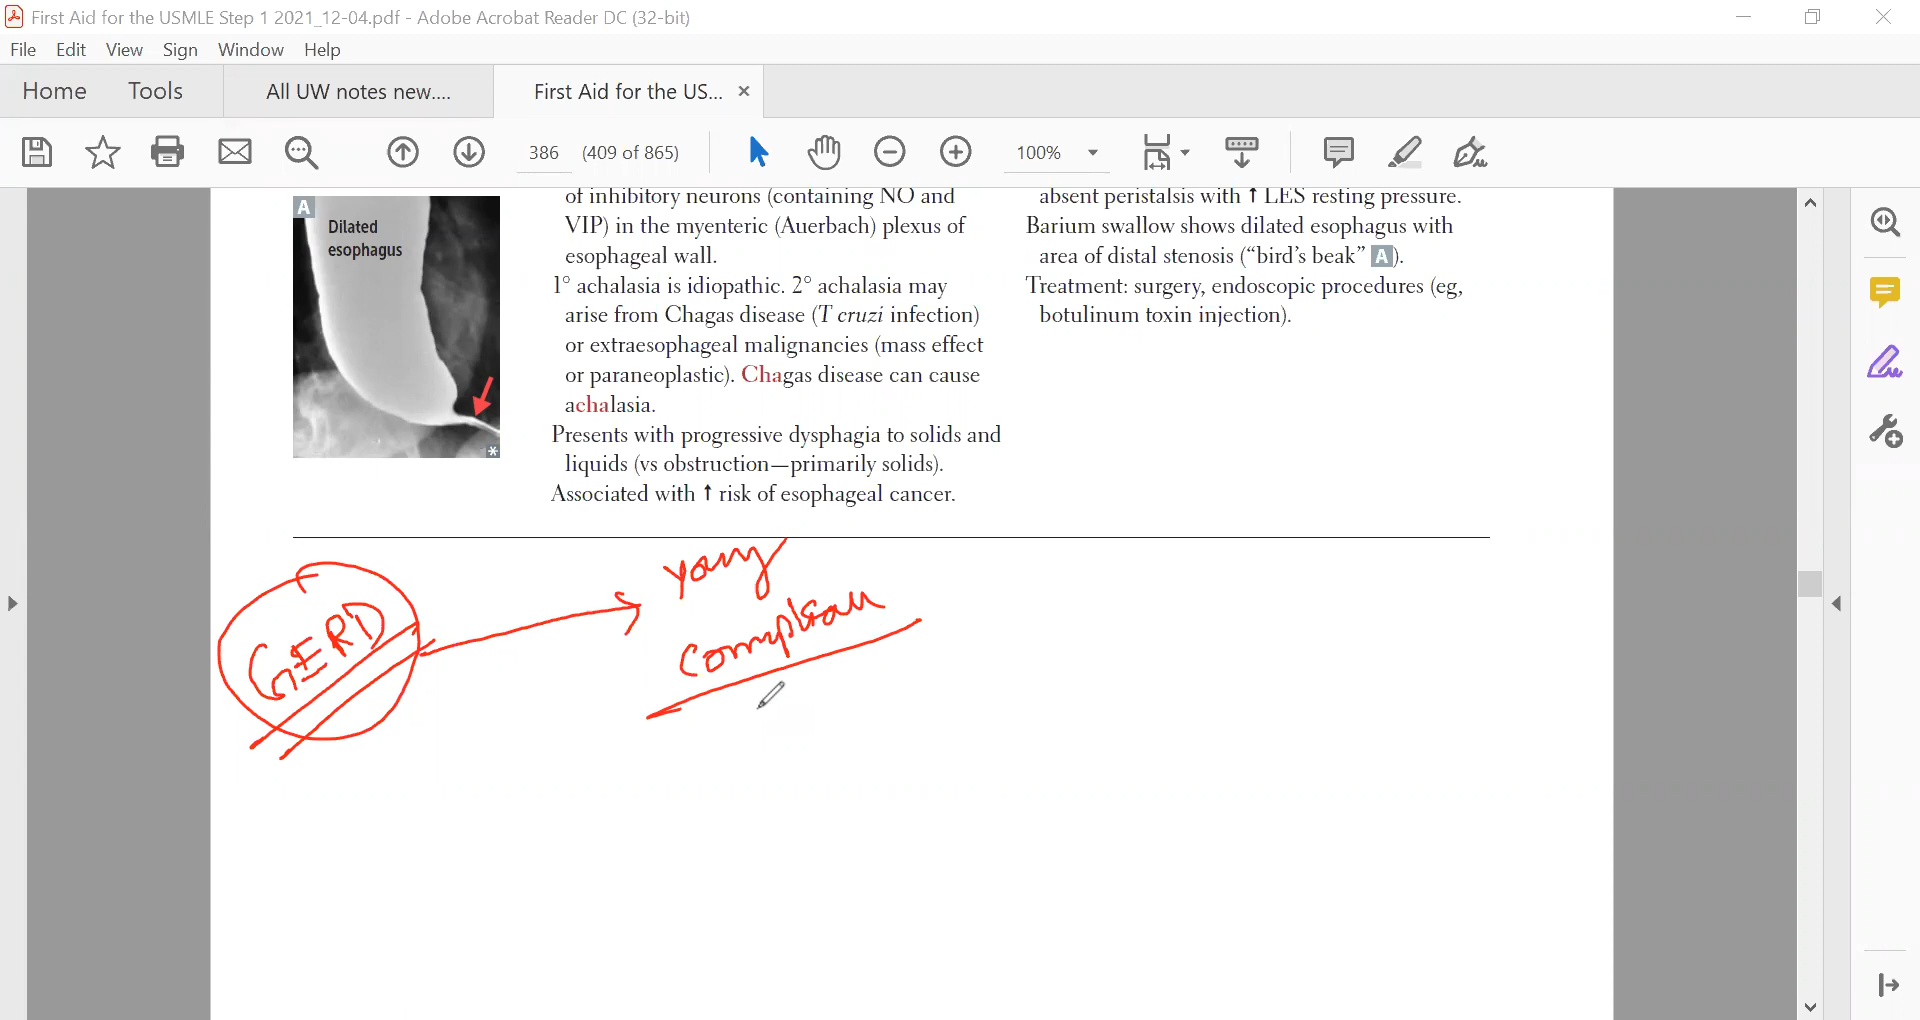 First Aid for the USMLE Step 1 2021_12-04.pdf - Adobe Acrobat Reader DC (32-bit)
File Edit View Sign Window Help
Home Tools All UW notes new.... First Aid for the US... ×
386 (409 of 865) 100%
A
Dilated
esophagus
*
of inhibitory neurons (containing NO and
VIP) in the myenteric (Auerbach) plexus of
esophageal wall.
1° achalasia is idiopathic. 2° achalasia may
arise from Chagas disease (T cruzi infection)
or extraesophageal malignancies (mass effect
or paraneoplastic). Chagas disease can cause
achalasia.
Presents with progressive dysphagia to solids and
liquids (vs obstruction—primarily solids).
Associated with ↑ risk of esophageal cancer.
absent peristalsis with ↑ LES resting pressure.
Barium swallow shows dilated esophagus with
area of distal stenosis (“bird’s beak” A).
Treatment: surgery, endoscopic procedures (eg,
botulinum toxin injection).
GERD